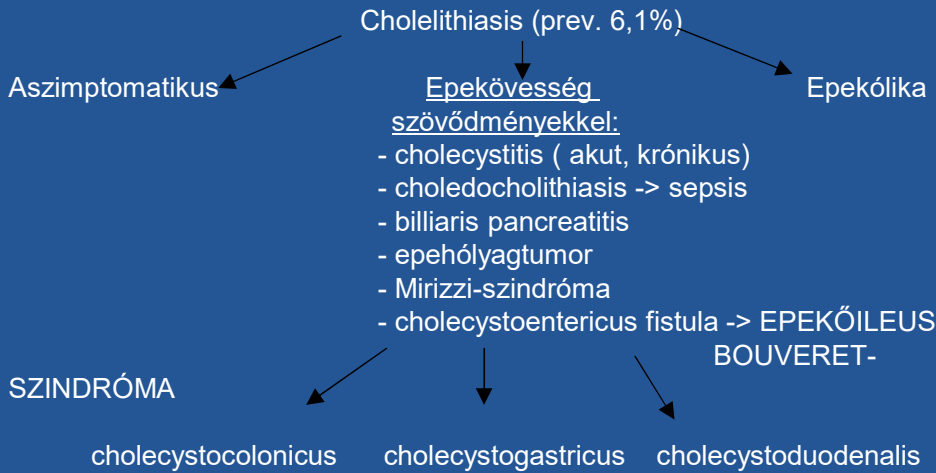 Cholelithiasis (prev. 6,1%)
Aszimptomatikus
Epekövesség
szövődményekkel:
Epekólika
- cholecystitis ( akut, krónikus)
- choledocholithiasis -> sepsis
- billiaris pancreatitis
- epehólyagtumor
- Mirizzi-szindróma
- cholecystoentericus fistula -> EPEKŐILEUS
BOUVERET-
SZINDRÓMA
cholecystocolonicus cholecystogastricus cholecystoduodenalis